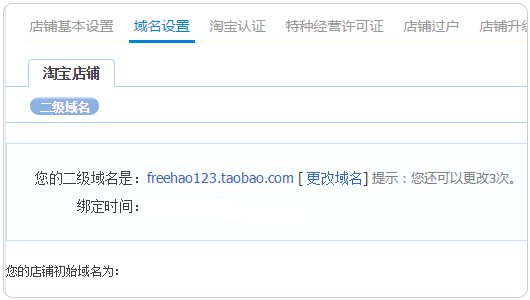 店铺基本设置 域名设置 淘宝认证 特种经营许可证 店铺过户 店铺升级
淘宝店铺
二级域名
您的二级域名是：freehao123.taobao.com [ 更改域名] 提示：您还可以更改3次。
绑定时间：
您的店铺初始域名为：